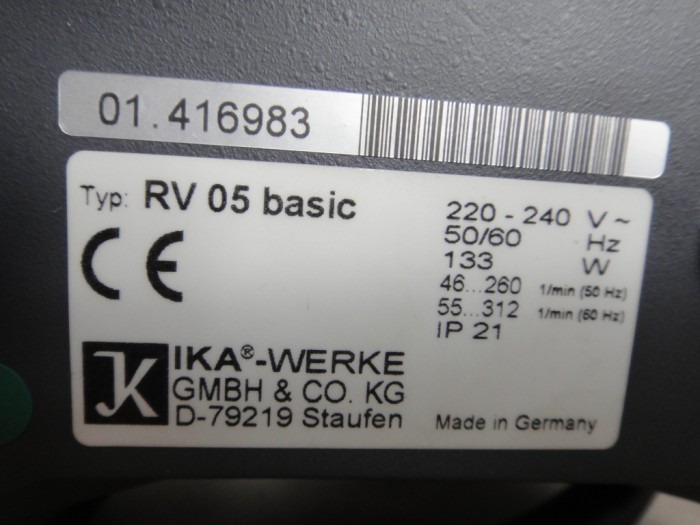 01.416983
Typ: RV 05 basic
220 - 240 V ~
50/60 Hz
133 W
46...260 1/min (50 Hz)
55...312 1/min (60 Hz)
IP 21
CE
IKA®-WERKE
GMBH & CO. KG
D-79219 Staufen
Made in Germany